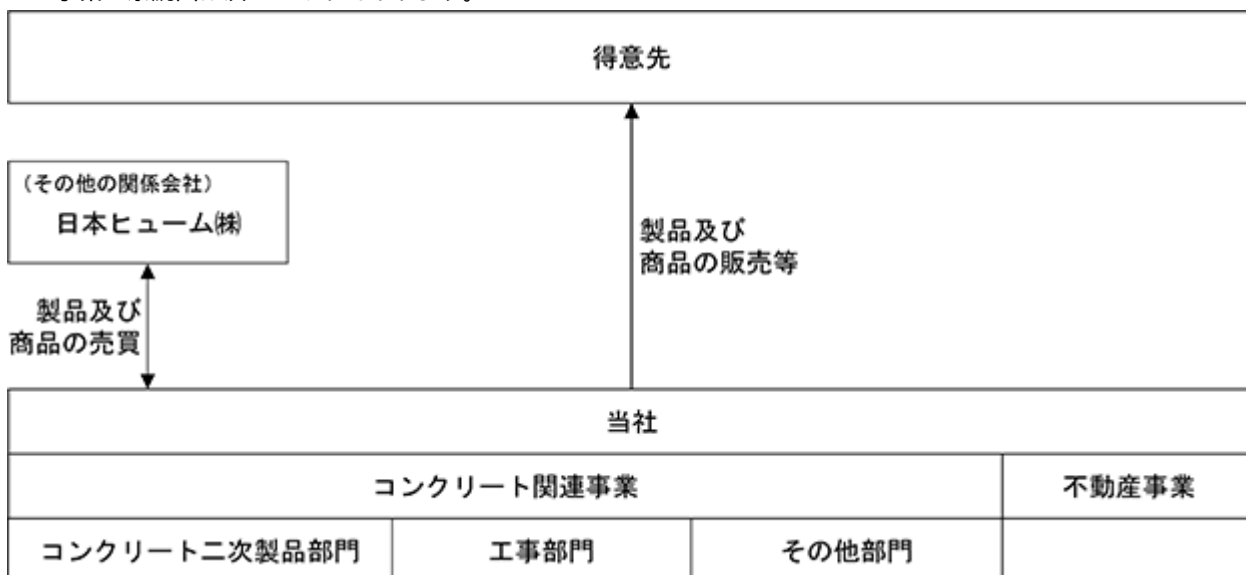 得意先
(その他の関係会社)
日本ヒューム㈱
製品及び
商品の販売等
製品及び
商品の売買
当社
コンクリート関連事業
不動産事業
コンクリート二次製品部門
工事部門
その他部門